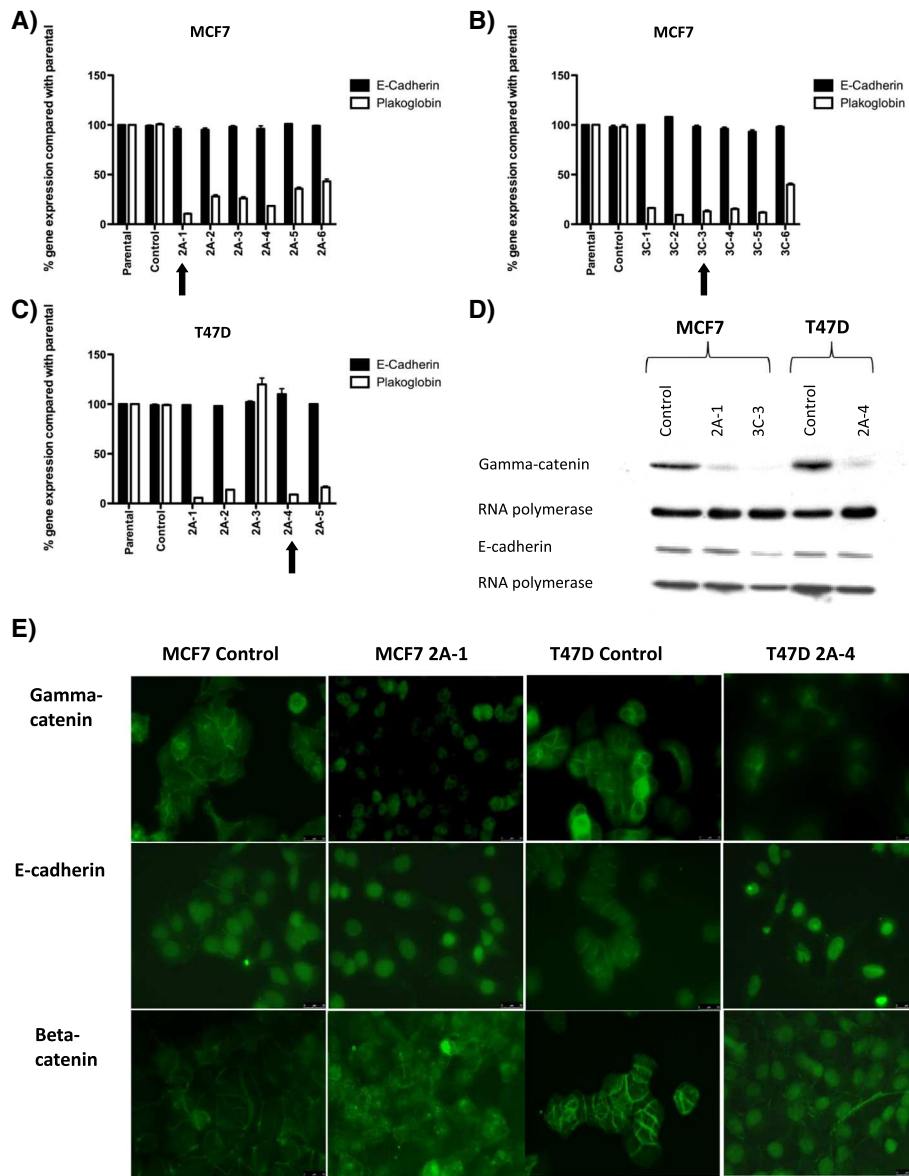 A)
MCF7
% gene expression compared with parental
150
100
50
0
E-Cadherin
Plakoglobin
Parental
Control
2A-1
2A-2
2A-3
2A-4
2A-5
2A-6
B)
MCF7
% gene expression compared with parental
150
100
50
0
E-Cadherin
Plakoglobin
Parental
Control
3C-1
3C-2
3C-3
3C-4
3C-5
3C-6
C)
T47D
% gene expression compared with parental
150
100
50
0
E-Cadherin
Plakoglobin
Parental
Control
2A-1
2A-2
2A-3
2A-4
2A-5
D)
MCF7
T47D
Control
2A-1
3C-3
Control
2A-4
Gamma-catenin
RNA polymerase
E-cadherin
RNA polymerase
E)
MCF7 Control
MCF7 2A-1
T47D Control
T47D 2A-4
Gamma-
catenin
E-cadherin
Beta-
catenin